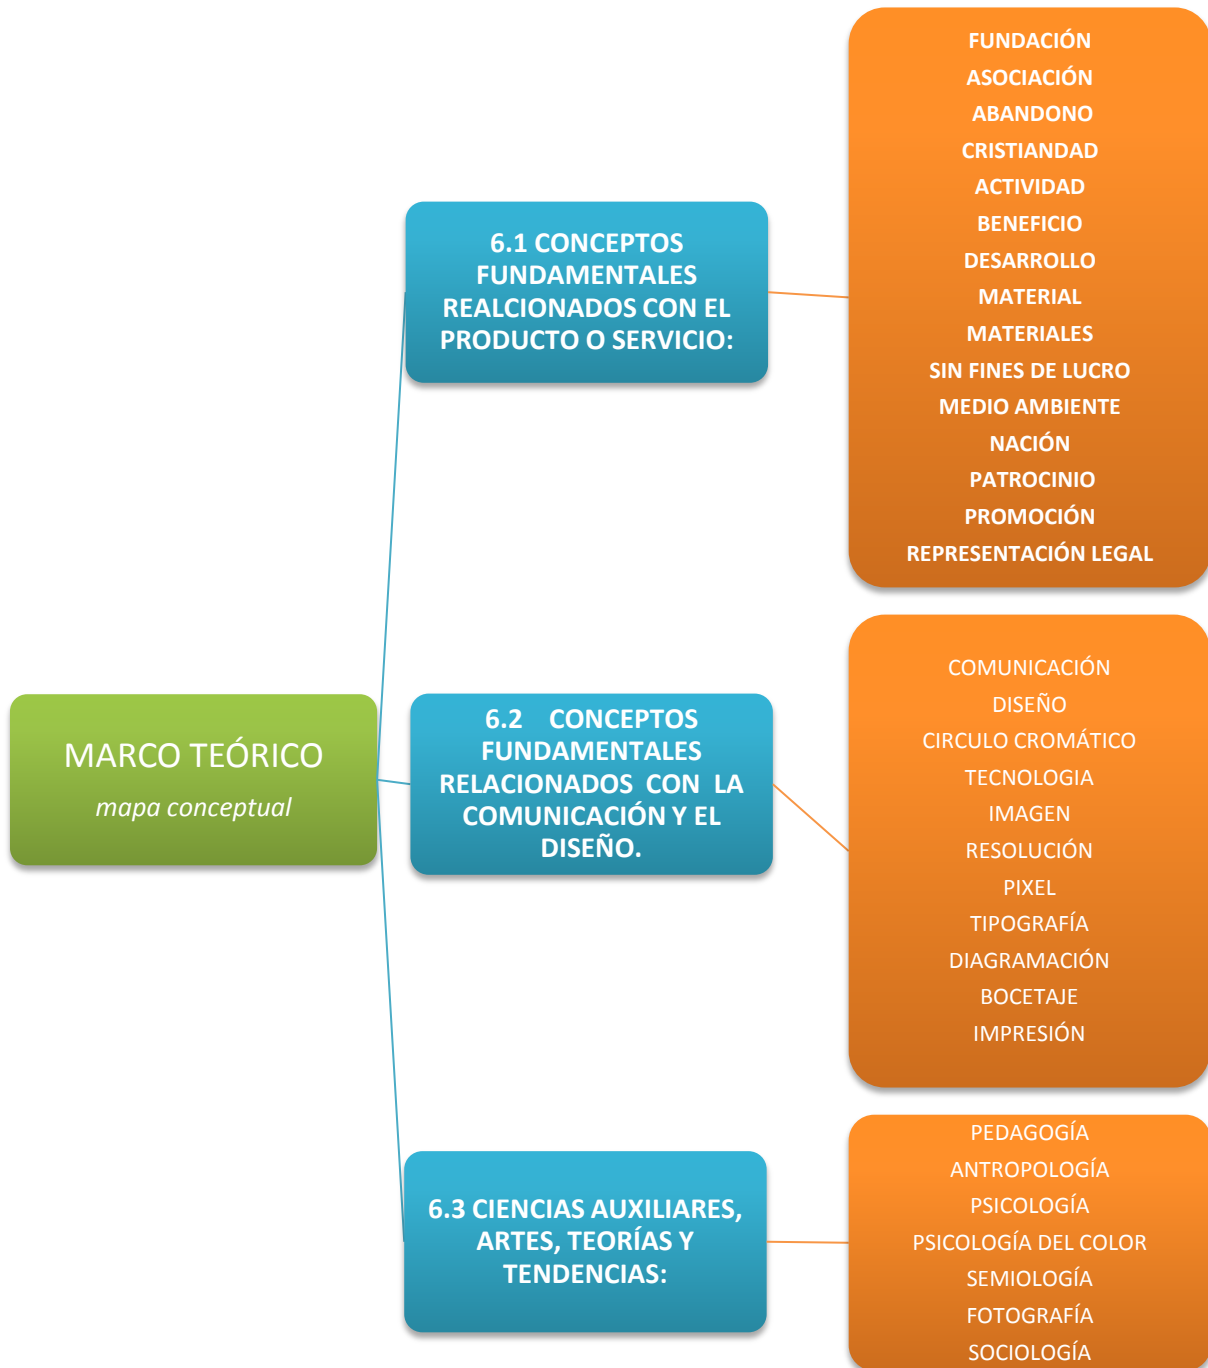 MARCO TEÓRICO
mapa conceptual
6.1 CONCEPTOS
FUNDAMENTALES
REALCIONADOS CON EL
PRODUCTO O SERVICIO:
FUNDACIÓN
ASOCIACIÓN
ABANDONO
CRISTIANDAD
ACTIVIDAD
BENEFICIO
DESARROLLO
MATERIAL
MATERIALES
SIN FINES DE LUCRO
MEDIO AMBIENTE
NACIÓN
PATROCINIO
PROMOCIÓN
REPRESENTACIÓN LEGAL
6.2 CONCEPTOS
FUNDAMENTALES
RELACIONADOS CON LA
COMUNICACIÓN Y EL
DISEÑO.
COMUNICACIÓN
DISEÑO
CIRCULO CROMÁTICO
TECNOLOGIA
IMAGEN
RESOLUCIÓN
PIXEL
TIPOGRAFÍA
DIAGRAMACIÓN
BOCETAJE
IMPRESIÓN
6.3 CIENCIAS AUXILIARES,
ARTES, TEORÍAS Y
TENDENCIAS:
PEDAGOGÍA
ANTROPOLOGÍA
PSICOLOGÍA
PSICOLOGÍA DEL COLOR
SEMIOLOGÍA
FOTOGRAFÍA
SOCIOLOGÍA